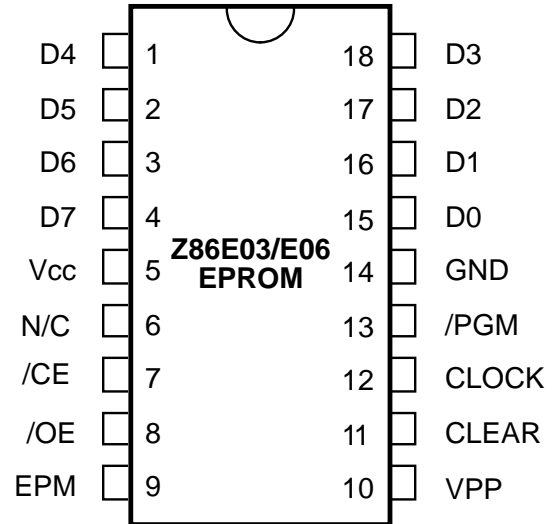 D4 1 18 D3
D5 2 17 D2
D6 3 16 D1
D7 4 15 D0
Z86E03/E06
Vcc 5 EPROM 14 GND
N/C 6 13 /PGM
/CE 7 12 CLOCK
/OE 8 11 CLEAR
EPM 9 10 VPP